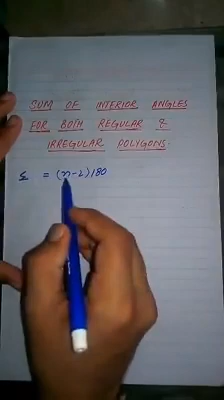 SUM OF INTERIOR ANGLES
FOR BOTH REGULAR &
IRREGULAR POLYGONS.
Σ = (n-2)180